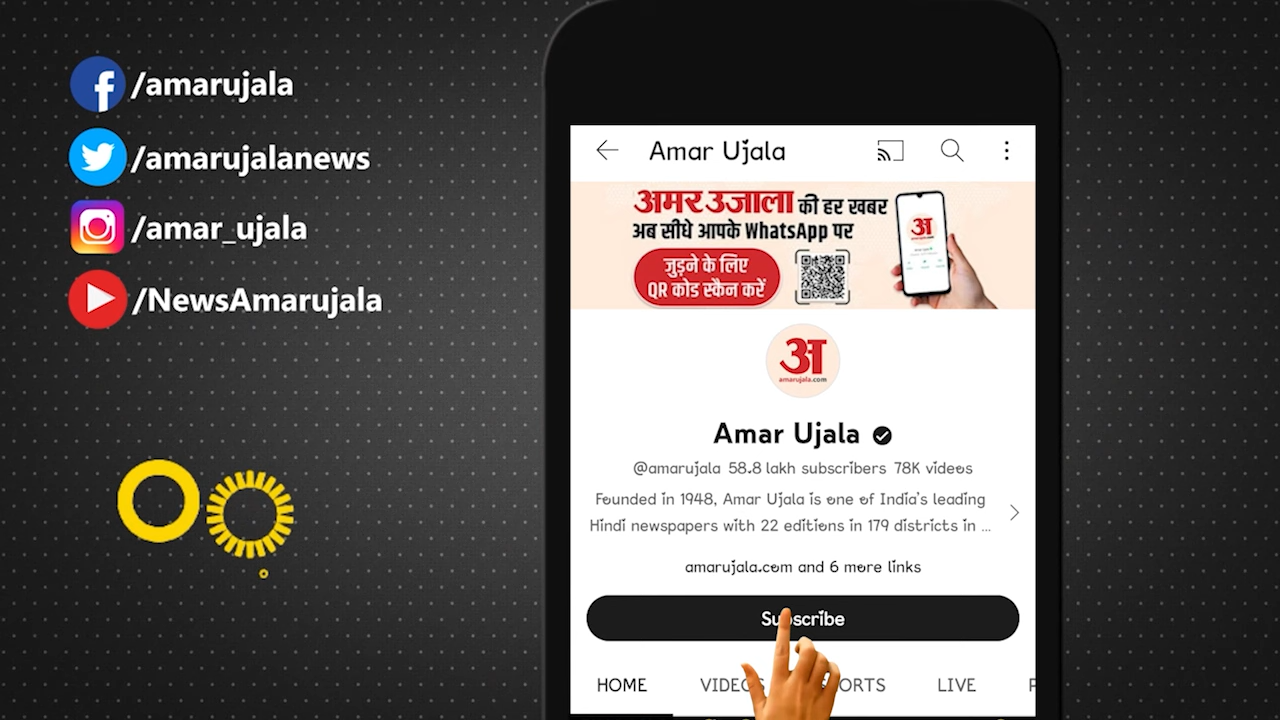 /amarujala
/amarujalanews
/amar_ujala
/NewsAmarujala
Amar Ujala
अमर उजाला की हर खबर
अब सीधे आपके WhatsApp पर
जुड़ने के लिए
QR कोड स्कैन करें
अ
अ
amarujala.com
Amar Ujala
@amarujala 58.8 lakh subscribers 78K videos
Founded in 1948, Amar Ujala is one of India's leading
Hindi newspapers with 22 editions in 179 districts in ...
amarujala.com and 6 more links
Subscribe
HOME VIDEOS SHORTS LIVE